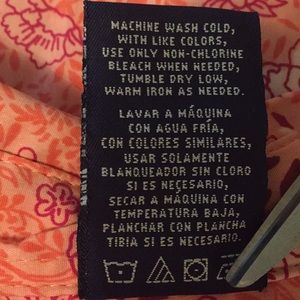 MACHINE WASH COLD,
WITH LIKE COLORS,
USE ONLY NON-CHLORINE
BLEACH WHEN NEEDED,
TUMBLE DRY LOW,
WARM IRON AS NEEDED.
LAVAR A MÁQUINA
CON AGUA FRÍA,
CON COLORES SIMILARES,
USAR SOLAMENTE
BLANQUEADOR SIN CLORO
SI ES NECESARIO,
SECAR A MÁQUINA CON
TEMPERATURA BAJA,
PLANCHAR CON PLANCHA
TIBIA SI ES NECESARIO.